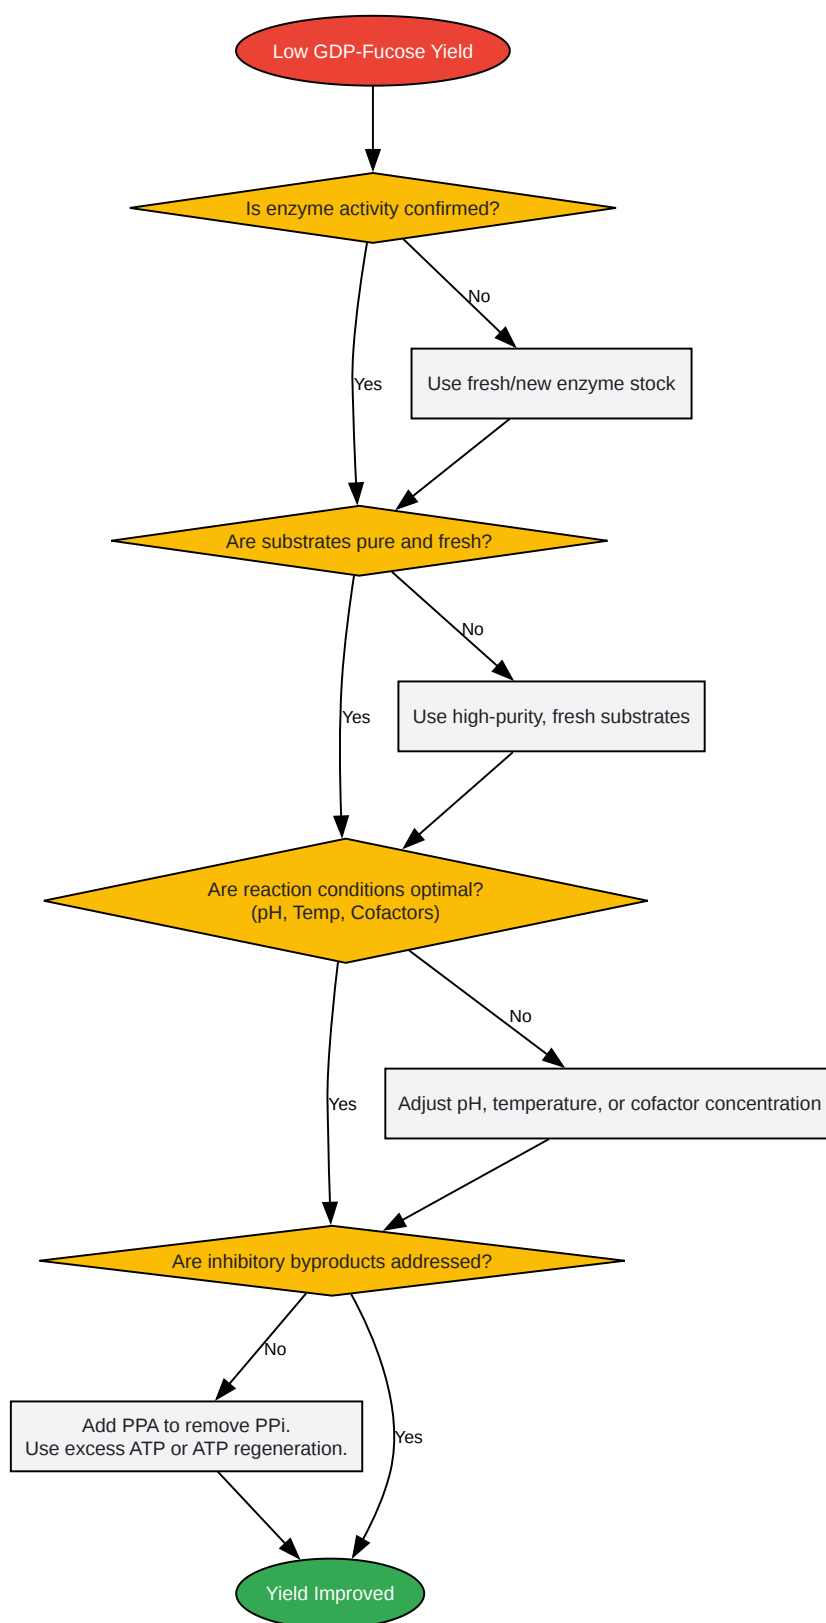 Low GDP-Fucose Yield
Is enzyme activity confirmed?
No
Yes
Use fresh/new enzyme stock
Are substrates pure and fresh?
No
Yes
Use high-purity, fresh substrates
Are reaction conditions optimal?
(pH, Temp, Cofactors)
No
Yes
Adjust pH, temperature, or cofactor concentration
Are inhibitory byproducts addressed?
No
Add PPA to remove PPi.
Use excess ATP or ATP regeneration.
Yes
Yield Improved